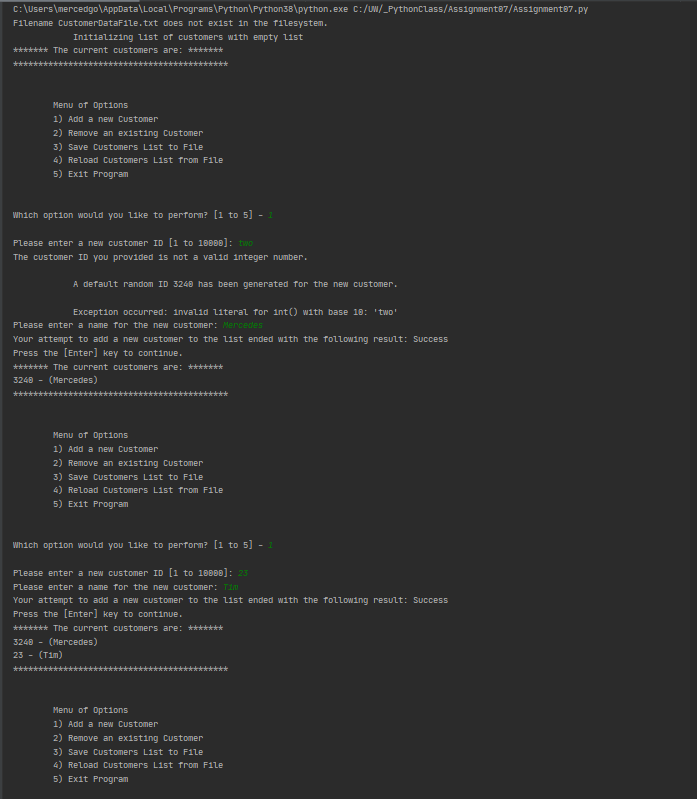 C:\Users\mercedgo\AppData\Local\Programs\Python\Python38\python.exe C:/UW/_PythonClass/Assignment07/Assignment07.py
Filename CustomerDataFile.txt does not exist in the filesystem.
Initializing list of customers with empty list
******* The current customers are: *******
*******************************************
Menu of Options
1) Add a new Customer
2) Remove an existing Customer
3) Save Customers List to File
4) Reload Customers List from File
5) Exit Program
Which option would you like to perform? [1 to 5] - 1
Please enter a new customer ID [1 to 10000]: two
The customer ID you provided is not a valid integer number.
A default random ID 3240 has been generated for the new customer.
Exception occurred: invalid literal for int() with base 10: 'two'
Please enter a name for the new customer: Mercedes
Your attempt to add a new customer to the list ended with the following result: Success
Press the [Enter] key to continue.
******* The current customers are: *******
3240 - (Mercedes)
*******************************************
Menu of Options
1) Add a new Customer
2) Remove an existing Customer
3) Save Customers List to File
4) Reload Customers List from File
5) Exit Program
Which option would you like to perform? [1 to 5] - 1
Please enter a new customer ID [1 to 10000]: 23
Please enter a name for the new customer: Tim
Your attempt to add a new customer to the list ended with the following result: Success
Press the [Enter] key to continue.
******* The current customers are: *******
3240 - (Mercedes)
23 - (Tim)
*******************************************
Menu of Options
1) Add a new Customer
2) Remove an existing Customer
3) Save Customers List to File
4) Reload Customers List from File
5) Exit Program